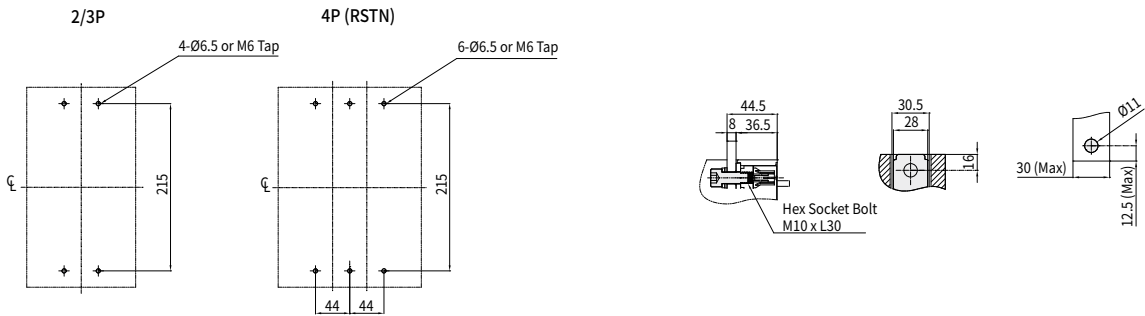 2/3P
4P (RSTN)
4-Ø6.5 or M6 Tap
6-Ø6.5 or M6 Tap
215
℄
215
℄
44
44
44.5
8
36.5
Hex Socket Bolt
M10 x L30
30.5
28
16
Ø11
30 (Max)
12.5 (Max)